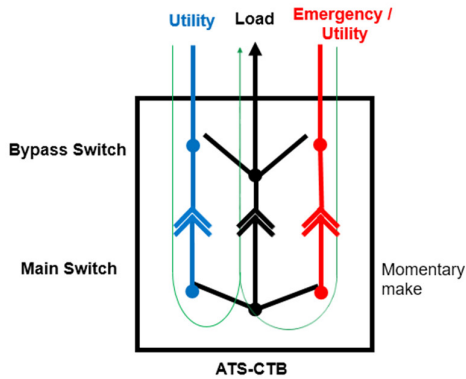 Utility
Load
Emergency /
Utility
Bypass Switch
Main Switch
Momentary
make
ATS-CTB